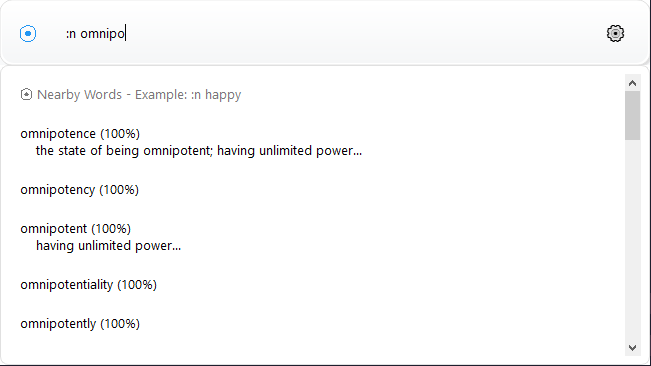 :n omnipo
Nearby Words - Example: :n happy
omnipotence (100%)
the state of being omnipotent; having unlimited power...
omnipotency (100%)
omnipotent (100%)
having unlimited power...
omnipotentiality (100%)
omnipotently (100%)